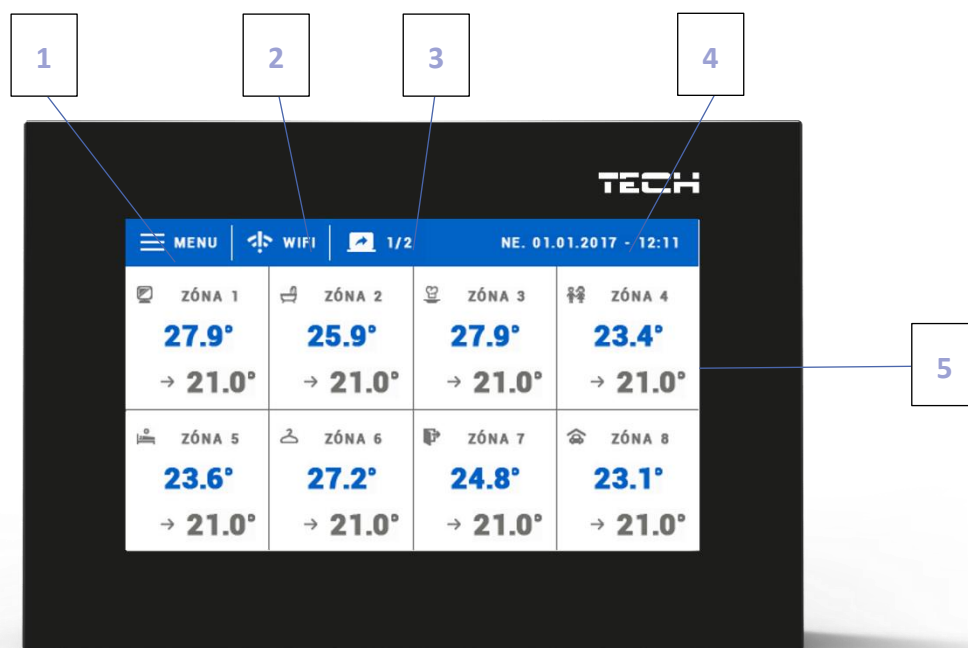 1
2
3
4
TECH
MENU
WIFI
1/2
NE. 01.01.2017 - 12:11
ZÓNA 1
ZÓNA 2
ZÓNA 3
ZÓNA 4
27.9°
25.9°
27.9°
23.4°
→ 21.0°
→ 21.0°
→ 21.0°
→ 21.0°
5
ZÓNA 5
ZÓNA 6
ZÓNA 7
ZÓNA 8
23.6°
27.2°
24.8°
23.1°
→ 21.0°
→ 21.0°
→ 21.0°
→ 21.0°